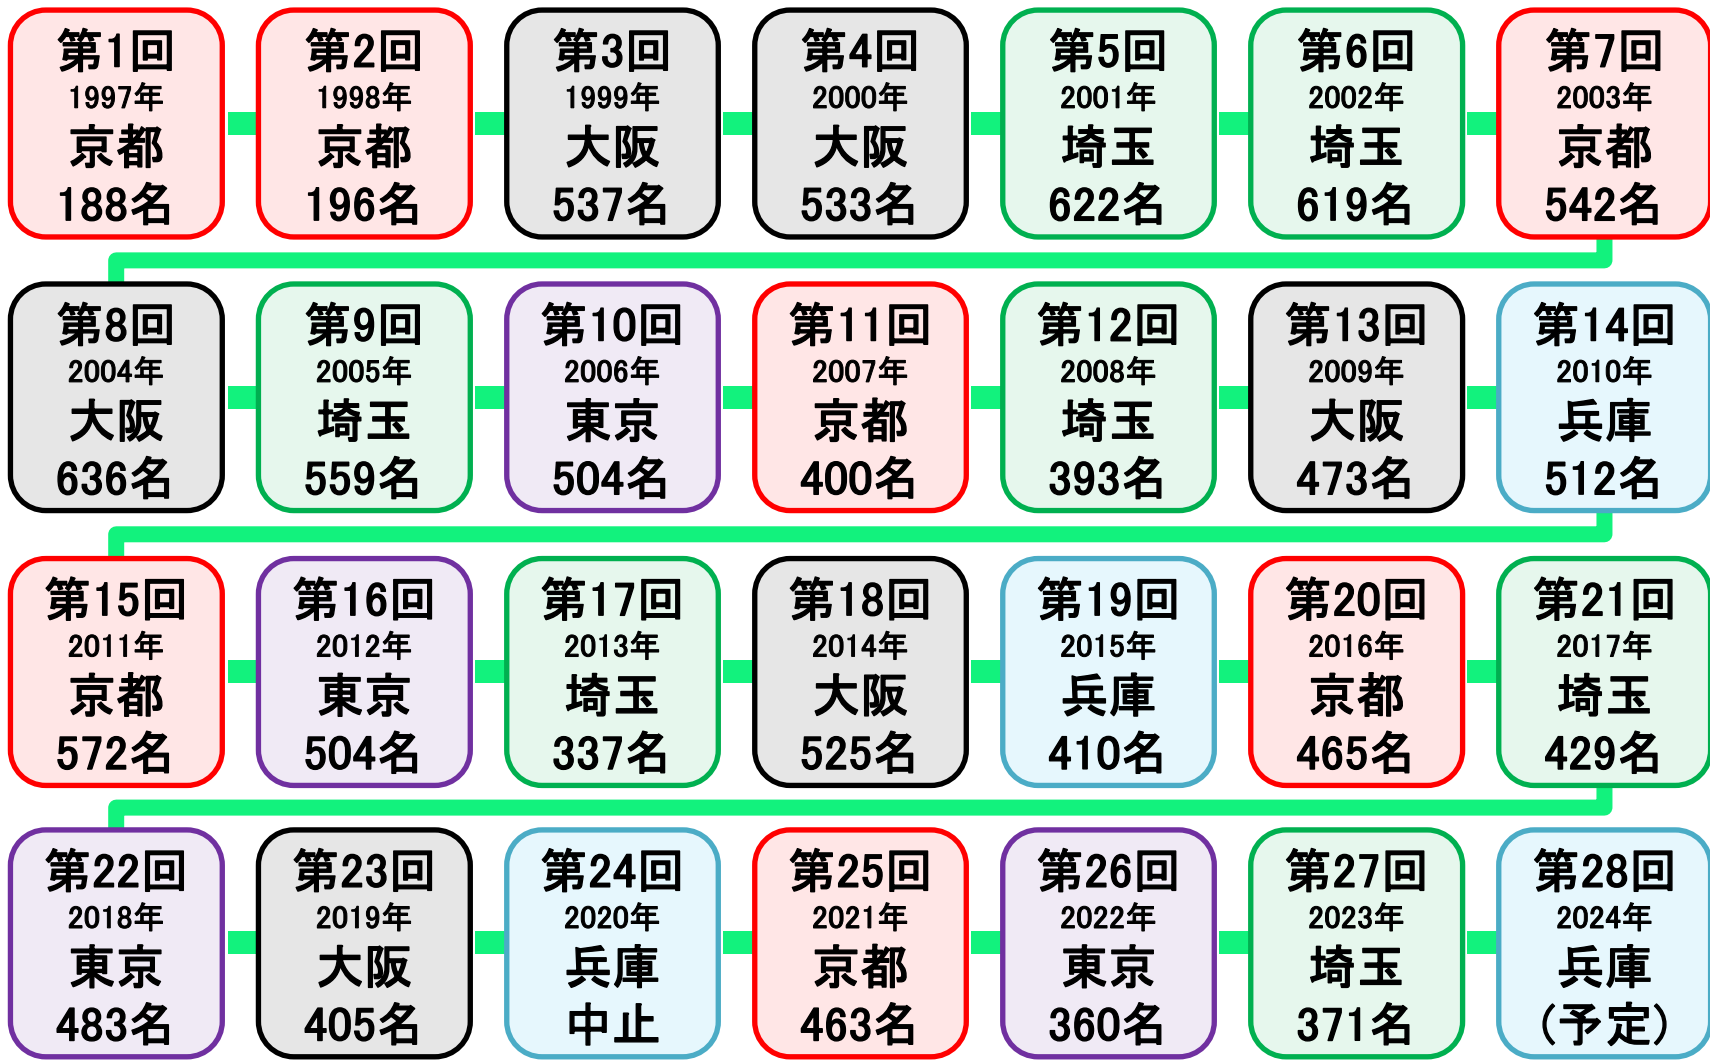 第1回
1997年
京都
188名
第2回
1998年
京都
196名
第3回
1999年
大阪
537名
第4回
2000年
大阪
533名
第5回
2001年
埼玉
622名
第6回
2002年
埼玉
619名
第7回
2003年
京都
542名
第8回
2004年
大阪
636名
第9回
2005年
埼玉
559名
第10回
2006年
東京
504名
第11回
2007年
京都
400名
第12回
2008年
埼玉
393名
第13回
2009年
大阪
473名
第14回
2010年
兵庫
512名
第15回
2011年
京都
572名
第16回
2012年
東京
504名
第17回
2013年
埼玉
337名
第18回
2014年
大阪
525名
第19回
2015年
兵庫
410名
第20回
2016年
京都
465名
第21回
2017年
埼玉
429名
第22回
2018年
東京
483名
第23回
2019年
大阪
405名
第24回
2020年
兵庫
中止
第25回
2021年
京都
463名
第26回
2022年
東京
360名
第27回
2023年
埼玉
371名
第28回
2024年
兵庫
（予定）